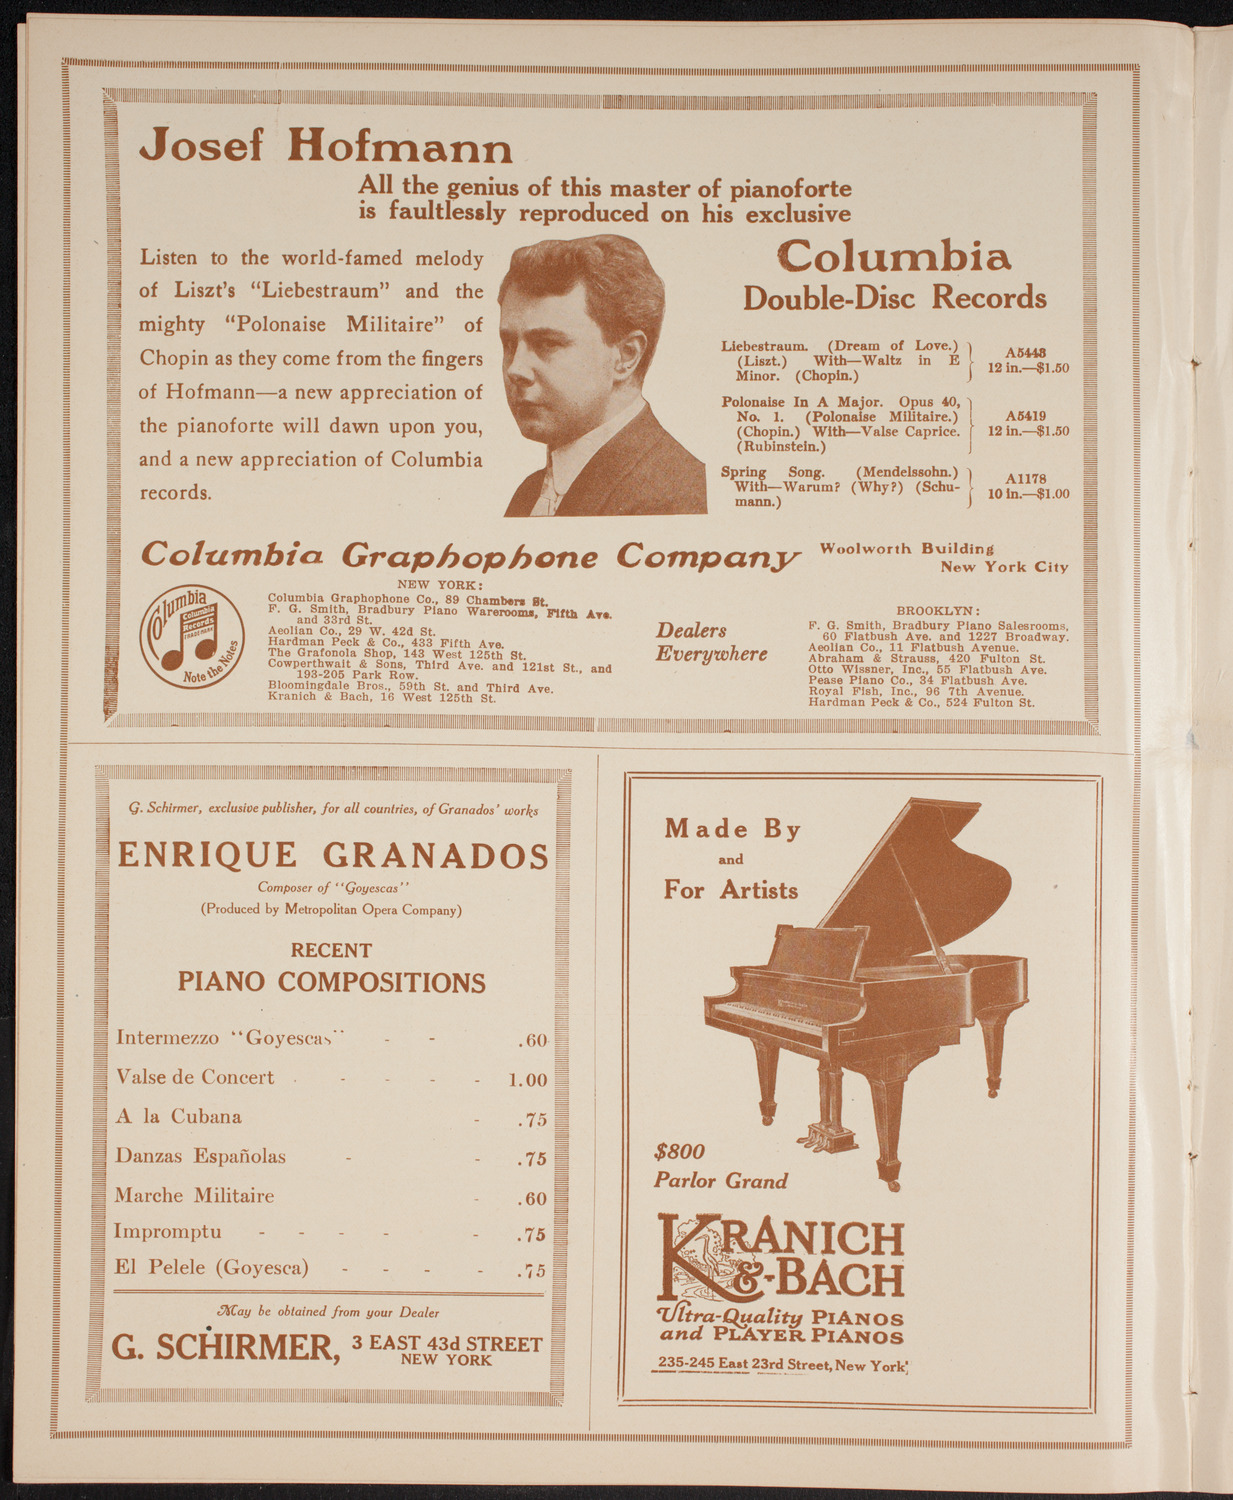 Josef Hofmann
All the genius of this master of pianoforte
is faultlessly reproduced on his exclusive
Listen to the world-famed melody
of Liszt's "Liebestraum" and the
mighty "Polonaise Militaire" of
Chopin as they come from the fingers
of Hofmann—a new appreciation of
the pianoforte will dawn upon you,
and a new appreciation of Columbia
records.
Columbia
Double-Disc Records
Liebestraum. (Dream of Love.)
(Liszt.) With—Waltz in E
Minor. (Chopin.)
A5448
12 in.—$1.50
Polonaise In A Major. Opus 40,
No. 1. (Polonaise Militaire.)
(Chopin.) With—Valse Caprice.
(Rubinstein.)
A5419
12 in.—$1.50
Spring Song. (Mendelssohn.)
With—Warum? (Why?) (Schu-
mann.)
A1178
10 in.—$1.00
Columbia Graphophone Company
Woolworth Building
New York City
Columbia
Columbia
Records
TRADE MARK
Note the Notes
NEW YORK:
Columbia Graphophone Co., 89 Chambers St.
F. G. Smith, Bradbury Piano Warerooms, Fifth Ave.
and 33rd St.
Aeolian Co., 29 W. 42d St.
Hardman Peck & Co., 433 Fifth Ave.
The Grafonola Shop, 143 West 125th St.
Cowperthwait & Sons, Third Ave. and 121st St., and
193-205 Park Row.
Bloomingdale Bros., 59th St. and Third Ave.
Kranich & Bach, 16 West 125th St.
Dealers
Everywhere
BROOKLYN:
F. G. Smith, Bradbury Piano Salesrooms,
60 Flatbush Ave. and 1227 Broadway.
Aeolian Co., 11 Flatbush Avenue.
Abraham & Strauss, 420 Fulton St.
Otto Wissner, Inc., 55 Flatbush Ave.
Pease Piano Co., 34 Flatbush Ave.
Royal Fish, Inc., 96 7th Avenue.
Hardman Peck & Co., 524 Fulton St.
G. Schirmer, exclusive publisher, for all countries, of Granados' works
ENRIQUE GRANADOS
Composer of "Goyescas"
(Produced by Metropolitan Opera Company)
RECENT
PIANO COMPOSITIONS
Intermezzo "Goyescas" - - .60
Valse de Concert - - - - 1.00
A la Cubana - .75
Danzas Españolas - - .75
Marche Militaire - .60
Impromptu - - - - - .75
El Pelele (Goyesca) - - - - .75
May be obtained from your Dealer
G. SCHIRMER, 3 EAST 43d STREET
NEW YORK
Made By
and
For Artists
$800
Parlor Grand
KRANICH
&-BACH
Ultra-Quality PIANOS
and PLAYER PIANOS
235-245 East 23rd Street, New York